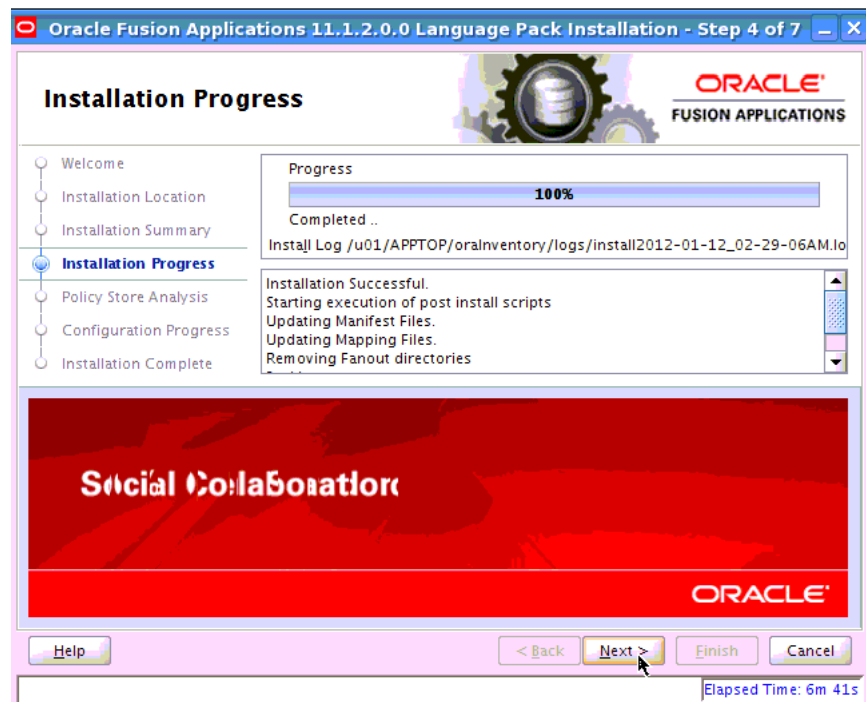 Oracle Fusion Applications 11.1.2.0.0 Language Pack Installation - Step 4 of 7
Installation Progress
ORACLE
FUSION APPLICATIONS
Welcome
Installation Location
Installation Summary
Installation Progress
Policy Store Analysis
Configuration Progress
Installation Complete
Progress
100%
Completed ..
Install Log /u01/APPTOP/oraInventory/logs/install2012-01-12_02-29-06AM.lo
Installation Successful.
Starting execution of post install scripts
Updating Manifest Files.
Updating Mapping Files.
Removing Fanout directories
Social
ORACLE
Help
< Back
Next >
Finish
Cancel
Elapsed Time: 6m 41s